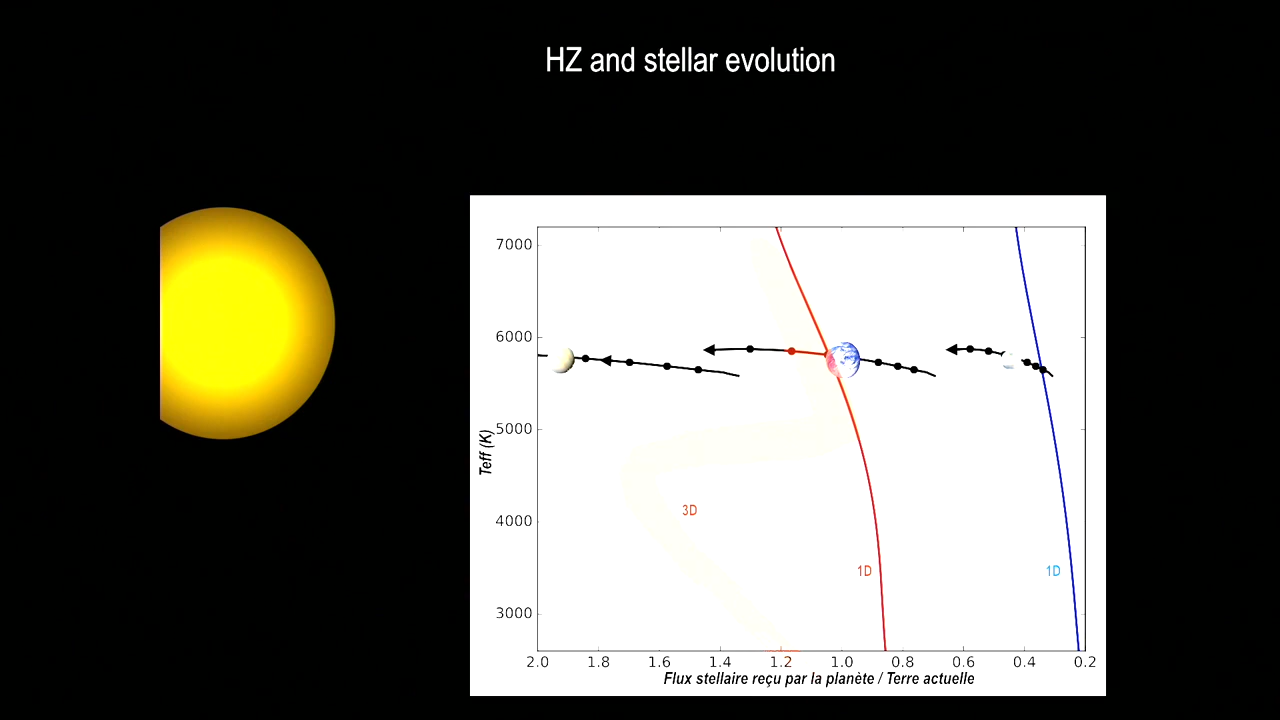 HZ and stellar evolution
7000
6000
5000
4000
3000
Teff (K)
3D
1D
1D
2.0 1.8 1.6 1.4 1.2 1.0 0.8 0.6 0.4 0.2
Flux stellaire reçu par la planète / Terre actuelle